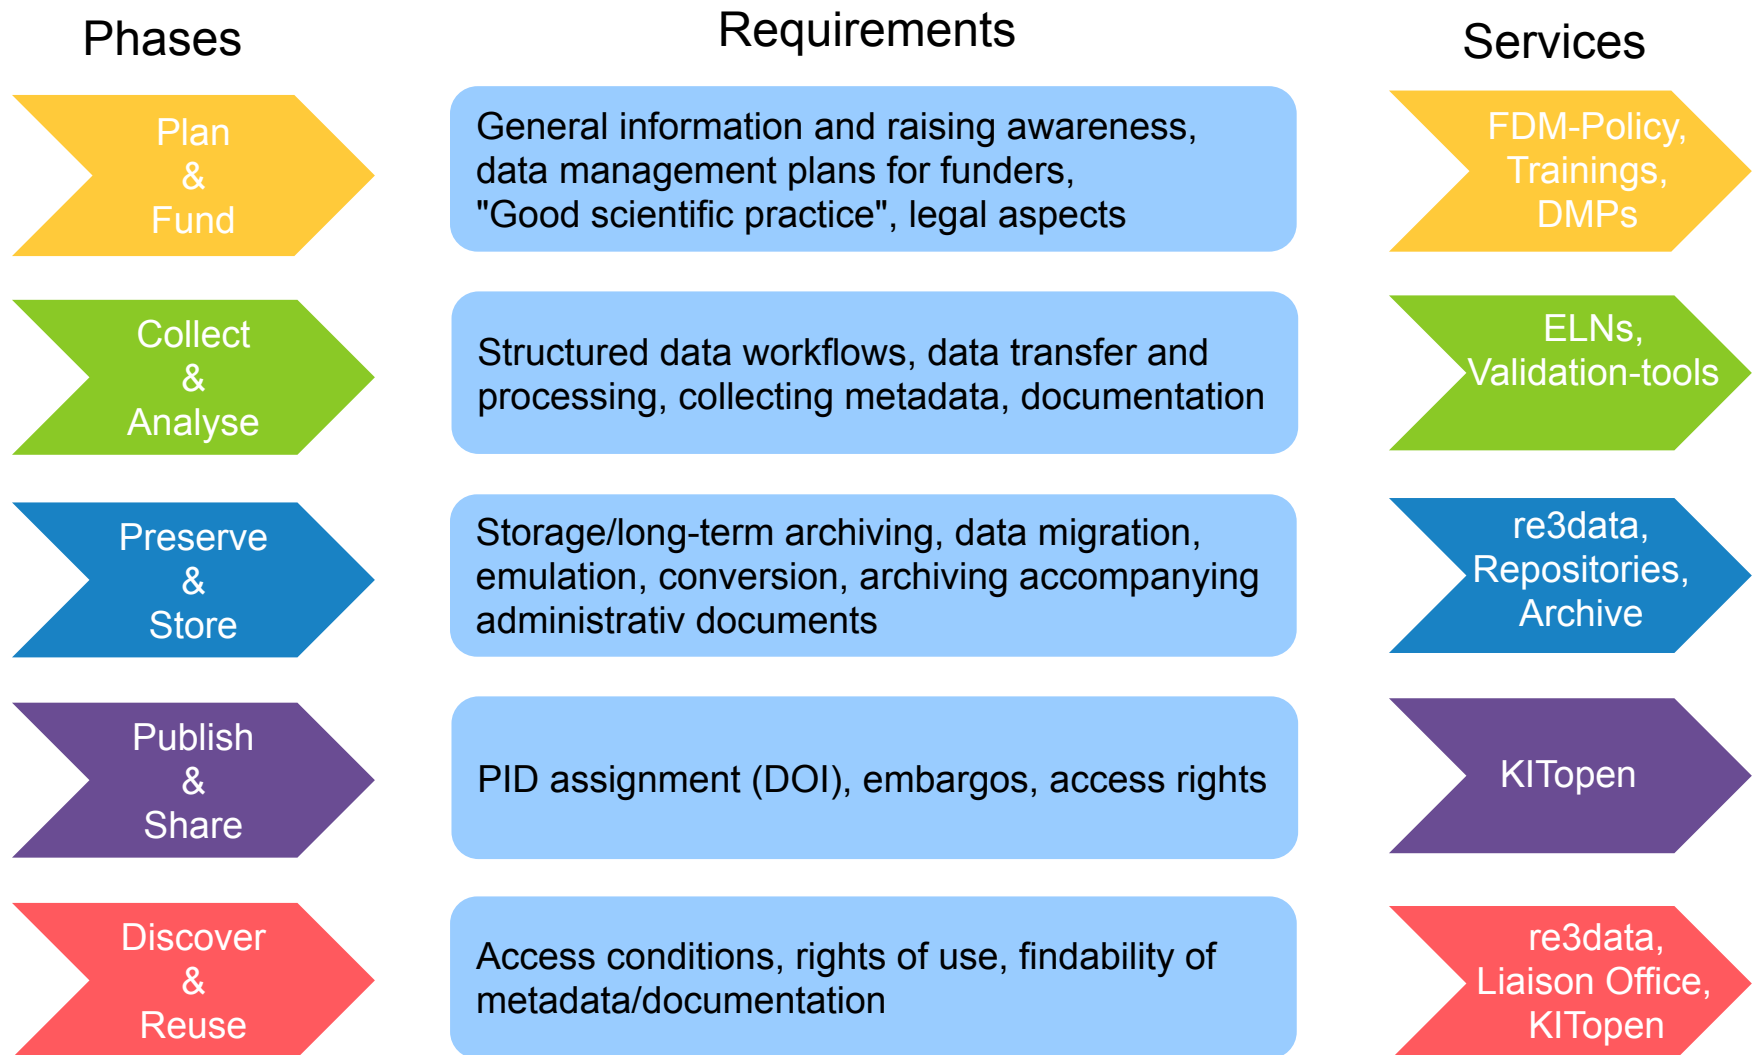 Phases
Requirements
Services
Plan
&
Fund
General information and raising awareness,
data management plans for funders,
"Good scientific practice", legal aspects
FDM-Policy,
Trainings,
DMPs
Collect
&
Analyse
Structured data workflows, data transfer and
processing, collecting metadata, documentation
ELNs,
Validation-tools
Preserve
&
Store
Storage/long-term archiving, data migration,
emulation, conversion, archiving accompanying
administrativ documents
re3data,
Repositories,
Archive
Publish
&
Share
PID assignment (DOI), embargos, access rights
KITopen
Discover
&
Reuse
Access conditions, rights of use, findability of
metadata/documentation
re3data,
Liaison Office,
KITopen